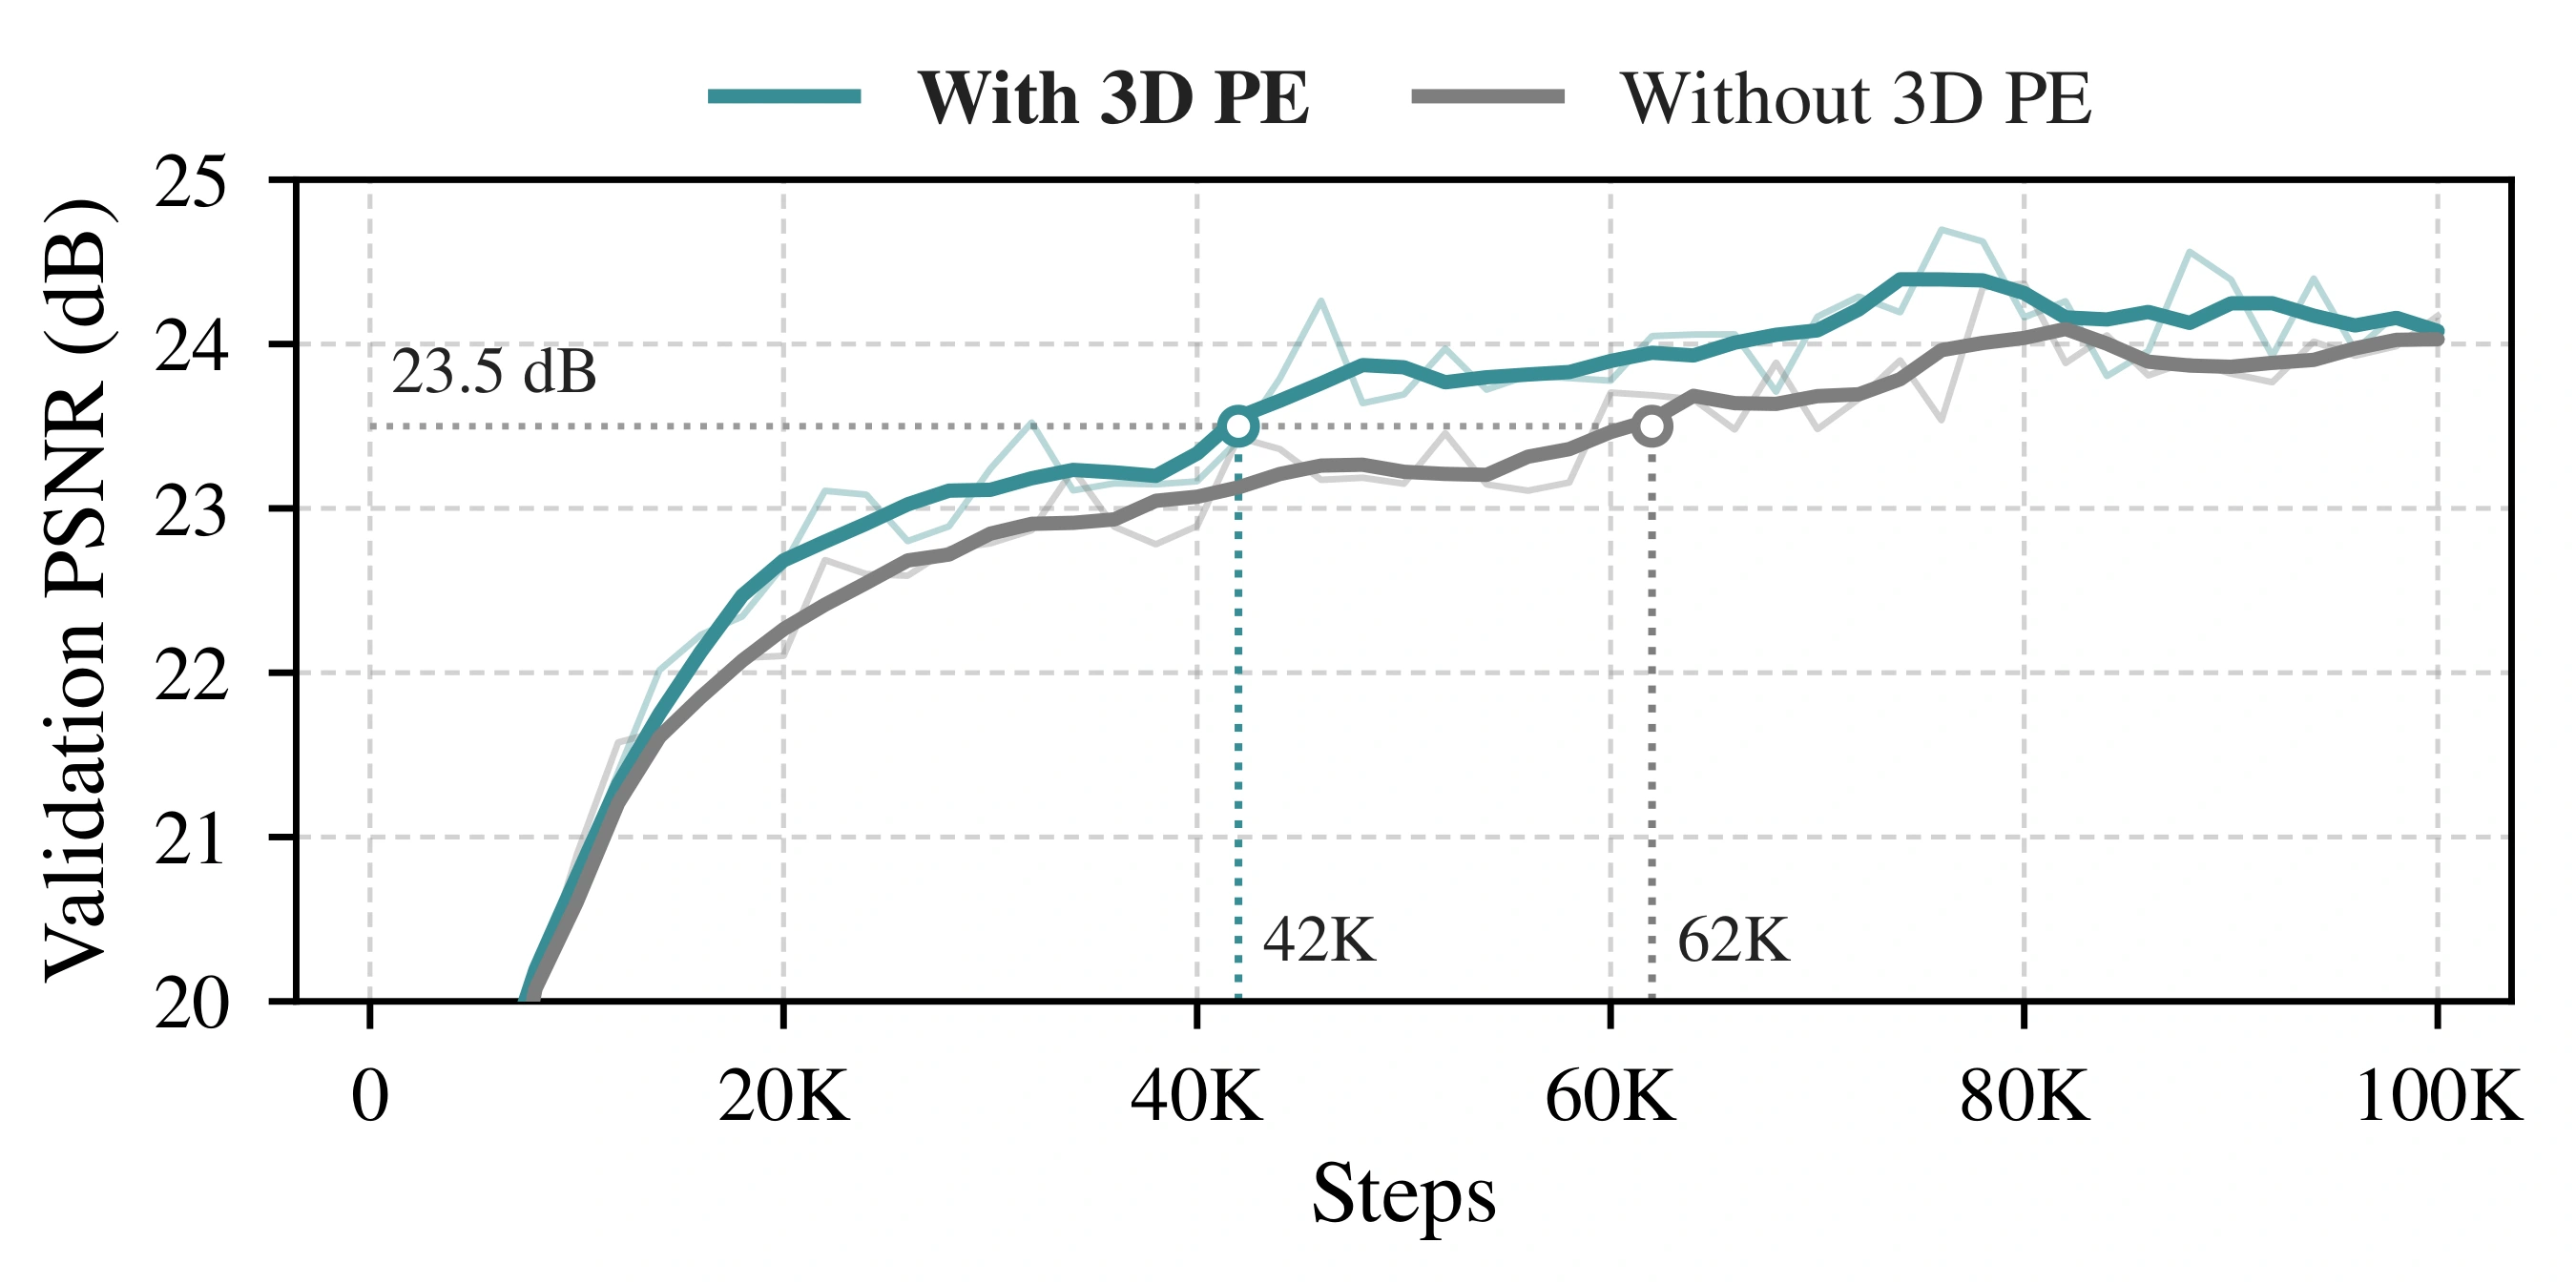 With 3D PE
Without 3D PE
Validation PSNR (dB)
25
24
23
22
21
20
23.5 dB
42K
62K
0
20K
40K
60K
80K
100K
Steps